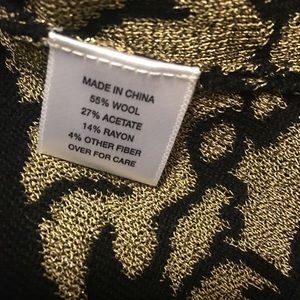 MADE IN CHINA
55% WOOL
27% ACETATE
14% RAYON
4% OTHER FIBER
OVER FOR CARE